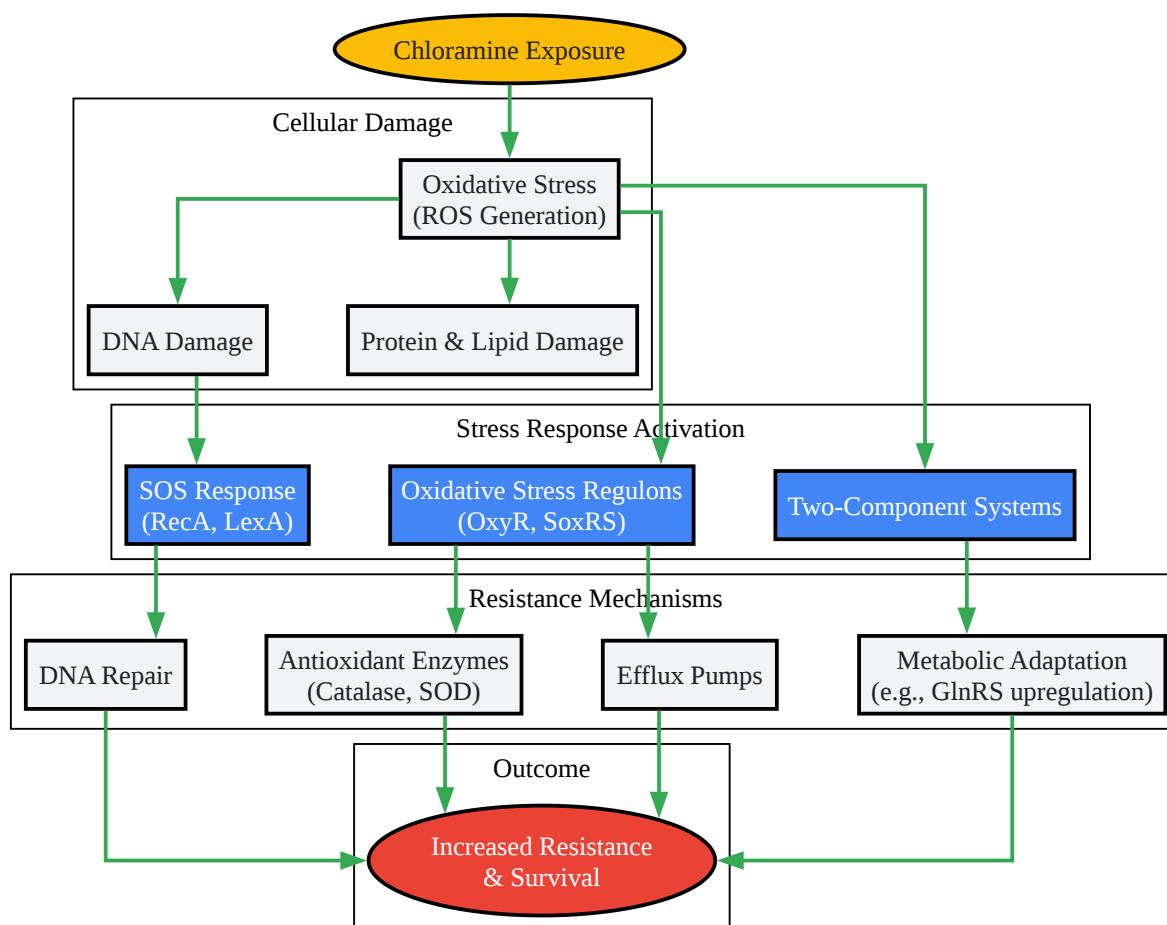 Chloramine Exposure
Cellular Damage
Oxidative Stress
(ROS Generation)
DNA Damage
Protein & Lipid Damage
Stress Response Activation
SOS Response
(RecA, LexA)
Oxidative Stress Regulons
(OxyR, SoxRS)
Two-Component Systems
Resistance Mechanisms
DNA Repair
Antioxidant Enzymes
(Catalase, SOD)
Efflux Pumps
Metabolic Adaptation
(e.g., GlnRS upregulation)
Outcome
Increased Resistance
& Survival